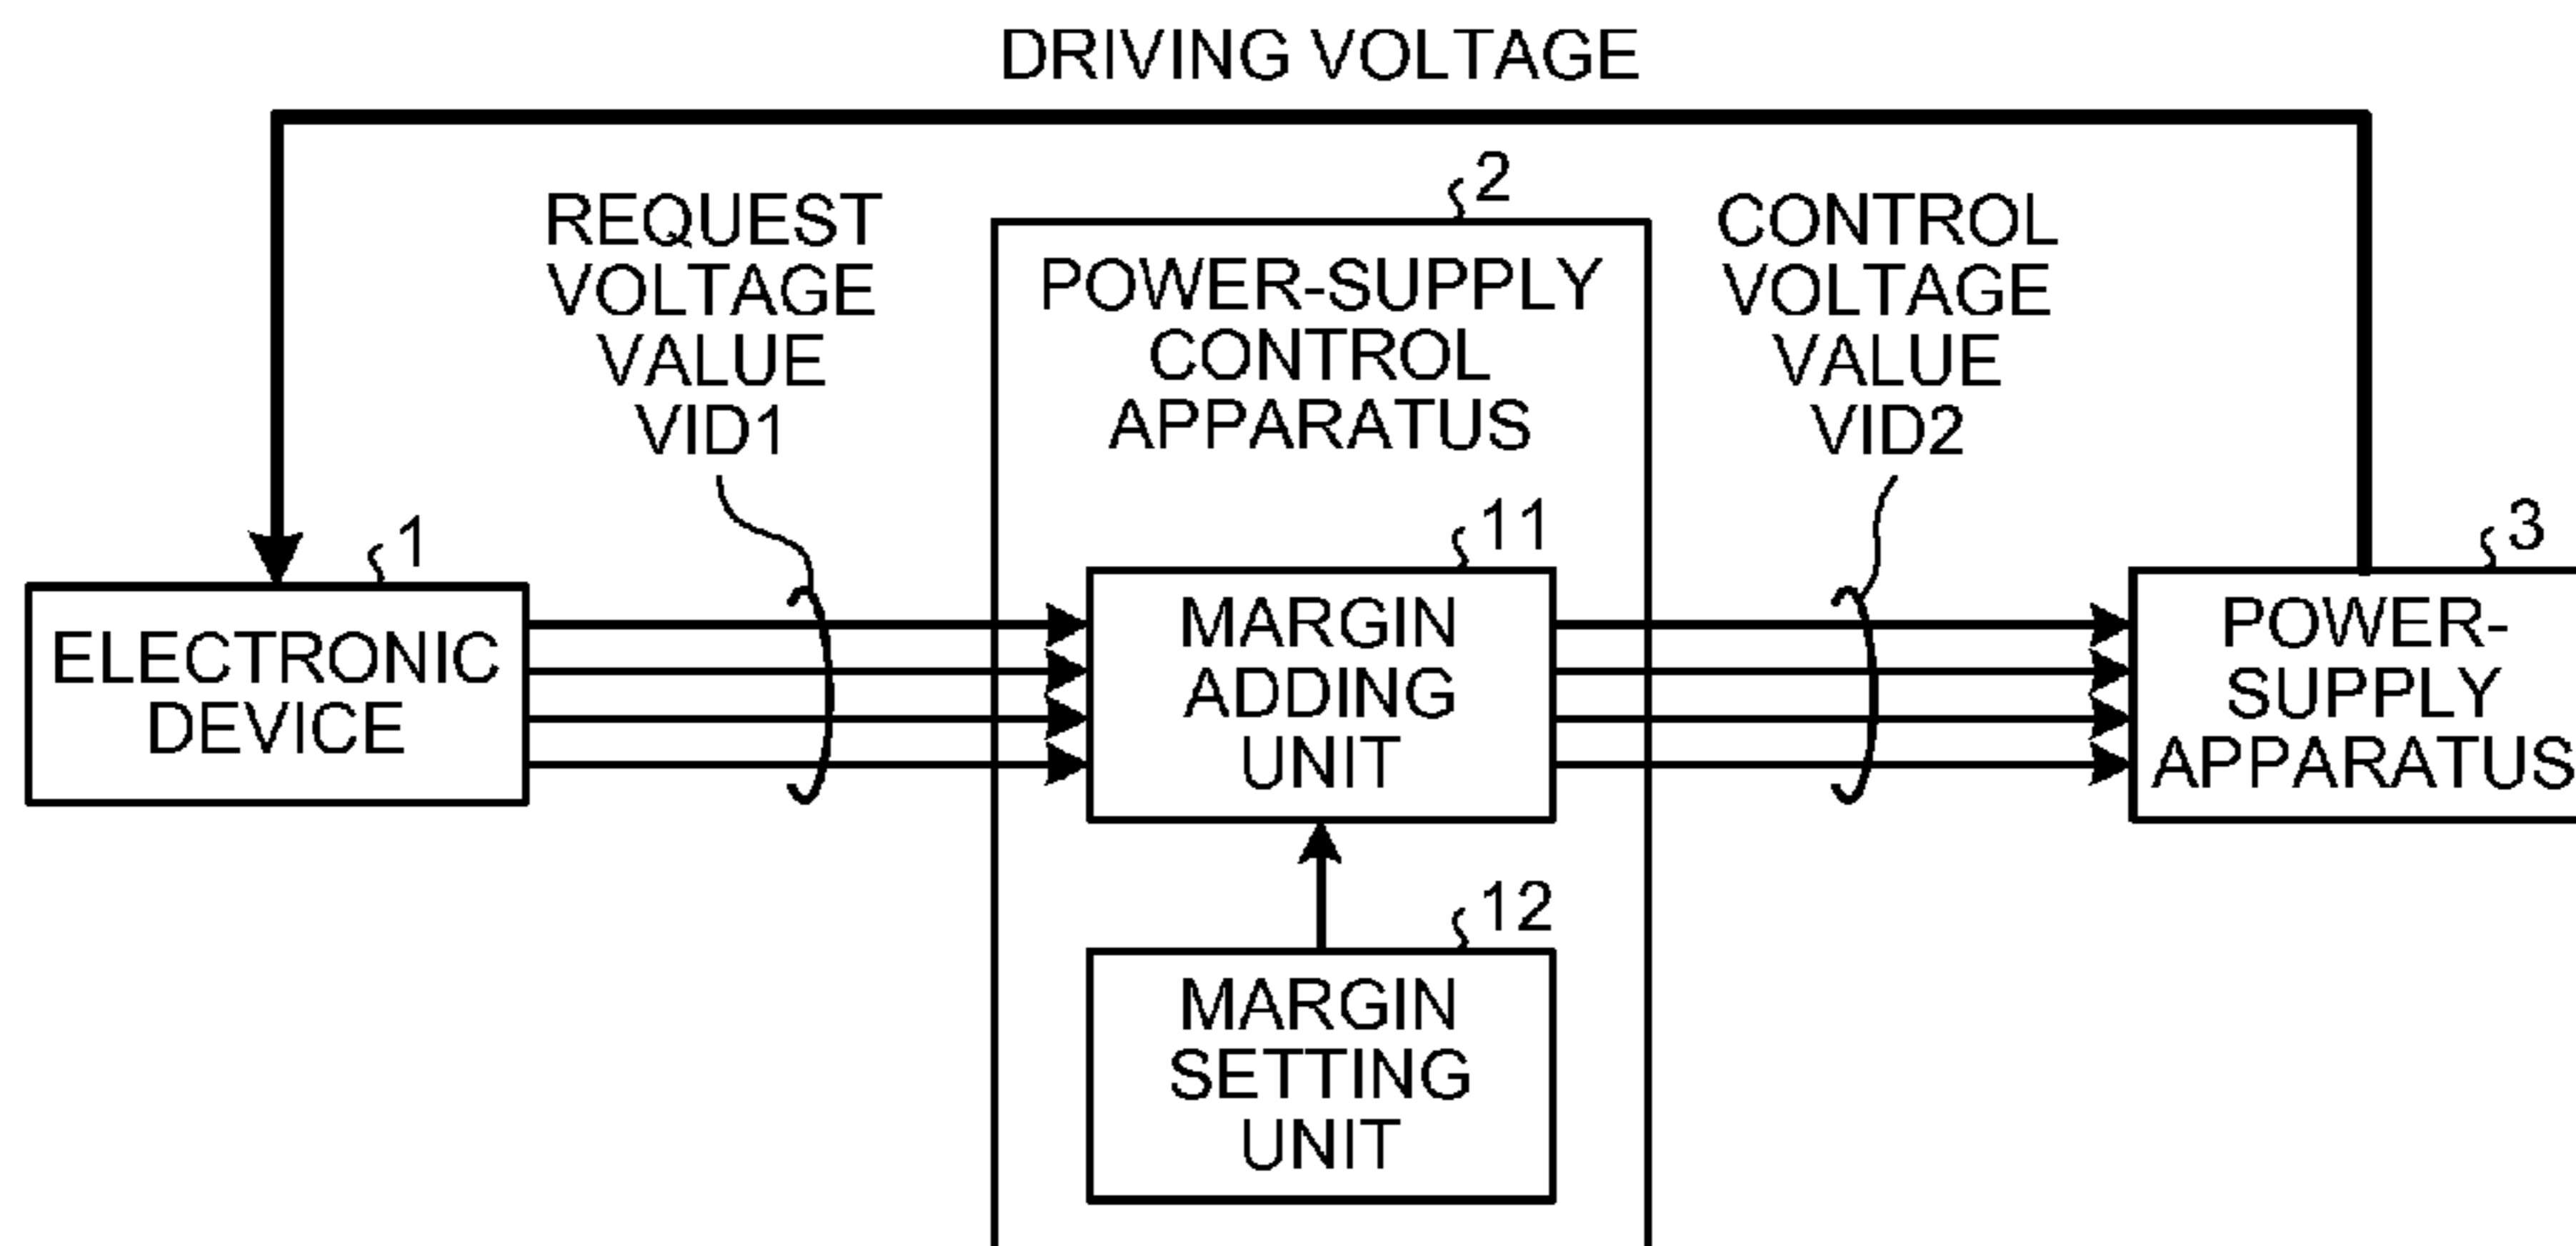 DRIVING VOLTAGE
2
REQUEST
VOLTAGE
VALUE
VID1
POWER-SUPPLY
CONTROL
APPARATUS
CONTROL
VOLTAGE
VALUE
VID2
1
11
3
ELECTRONIC
DEVICE
MARGIN
ADDING
UNIT
POWER-
SUPPLY
APPARATUS
12
MARGIN
SETTING
UNIT